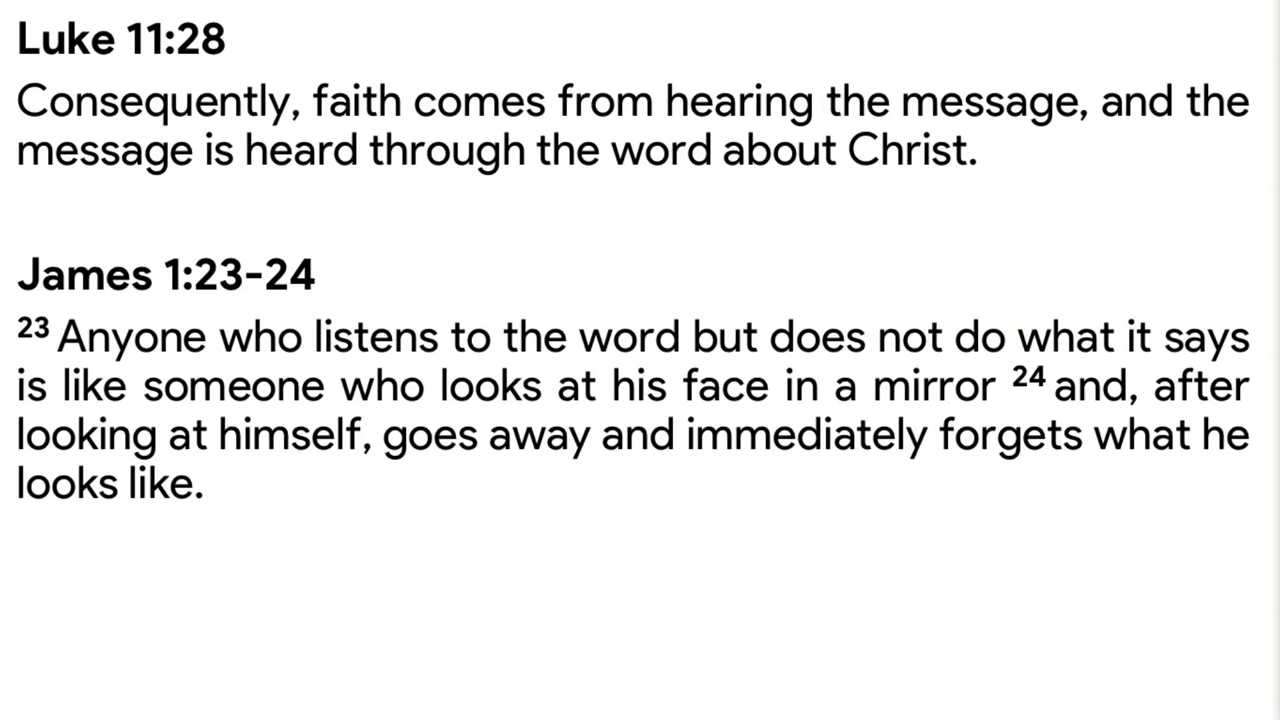 Luke 11:28
Consequently, faith comes from hearing the message, and the
message is heard through the word about Christ.
James 1:23-24
23 Anyone who listens to the word but does not do what it says
is like someone who looks at his face in a mirror 24 and, after
looking at himself, goes away and immediately forgets what he
looks like.